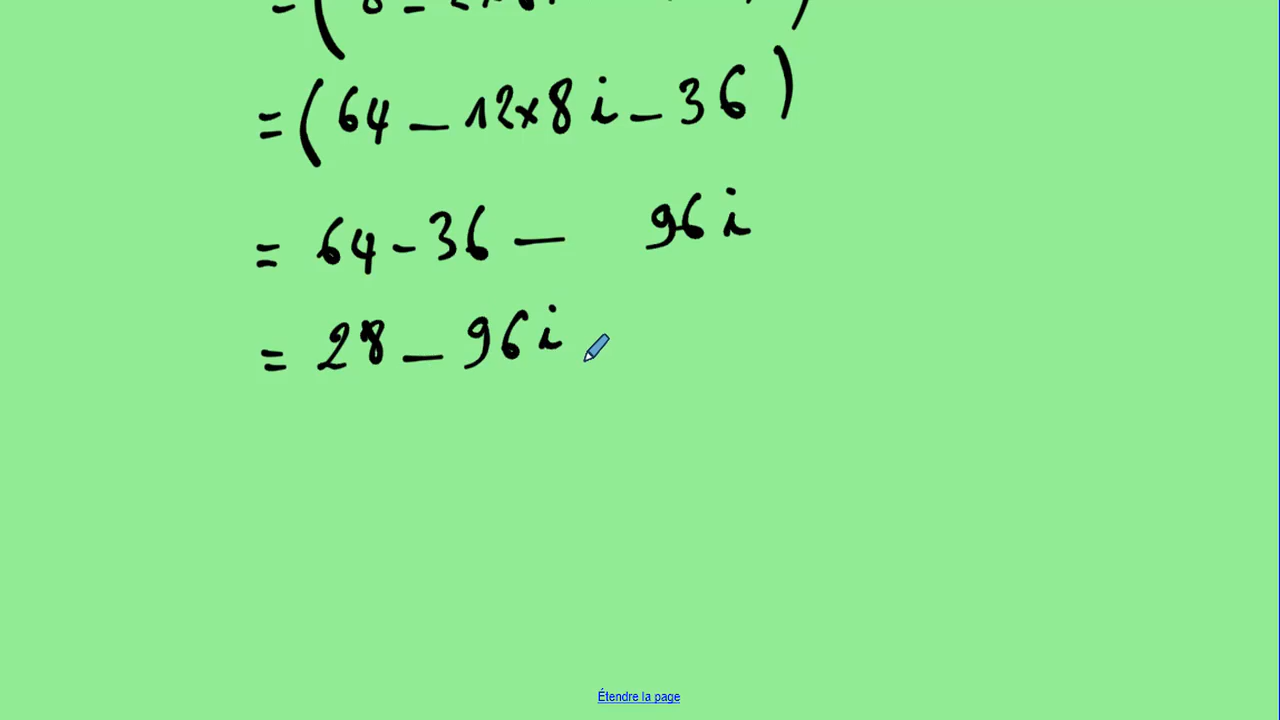 =(64 - 12×8i - 36)
= 64 - 36 - 96i
= 28 - 96i
Étendre la page